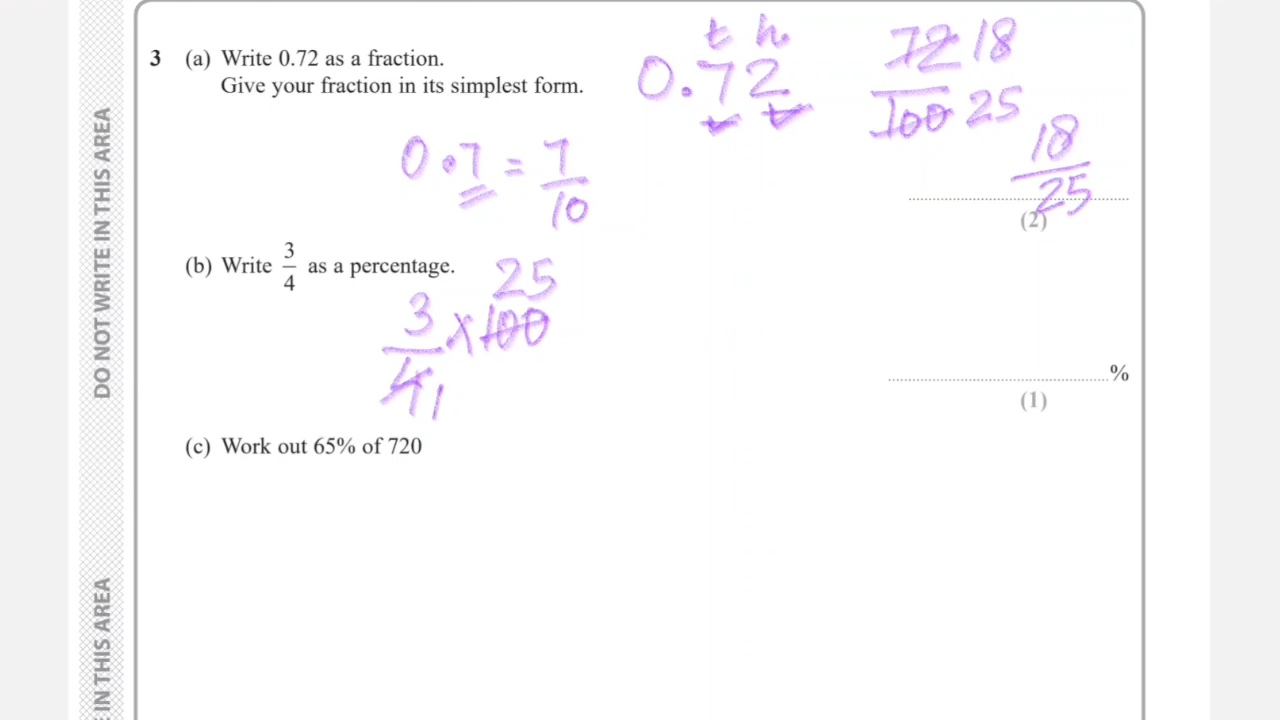 3 (a) Write 0.72 as a fraction.
Give your fraction in its simplest form.
t h
0.72
72 18
100 25
0.7 = 7/10
18
25
(2)
(b) Write 3/4 as a percentage.
25
3/4 1 × 100
%
(1)
(c) Work out 65% of 720
DO NOT WRITE IN THIS AREA
IN THIS AREA